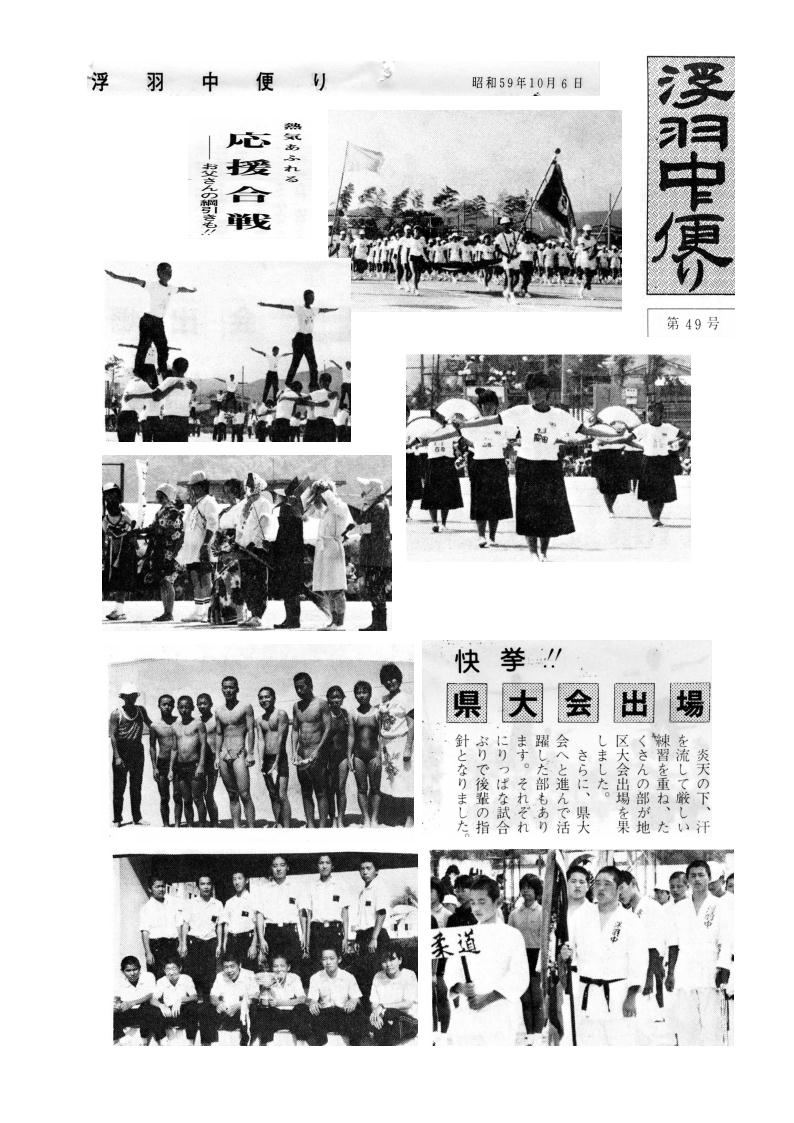 浮羽中便り
昭和59年10月6日
浮羽中便り
第49号
熱気あふれる
応援合戦
――お父さんの綱引きも!!
快挙!!
県大会出場
炎天の下、汗
を流して厳しい
練習を重ね、た
くさんの部が地
区大会出場を果
しました。
さらに、県大
会へと進んで活
躍した部もあり
ます。それぞれ
にりっぱな試合
ぶりで後輩の指
針となりました。
柔道
浮羽中
浮羽中